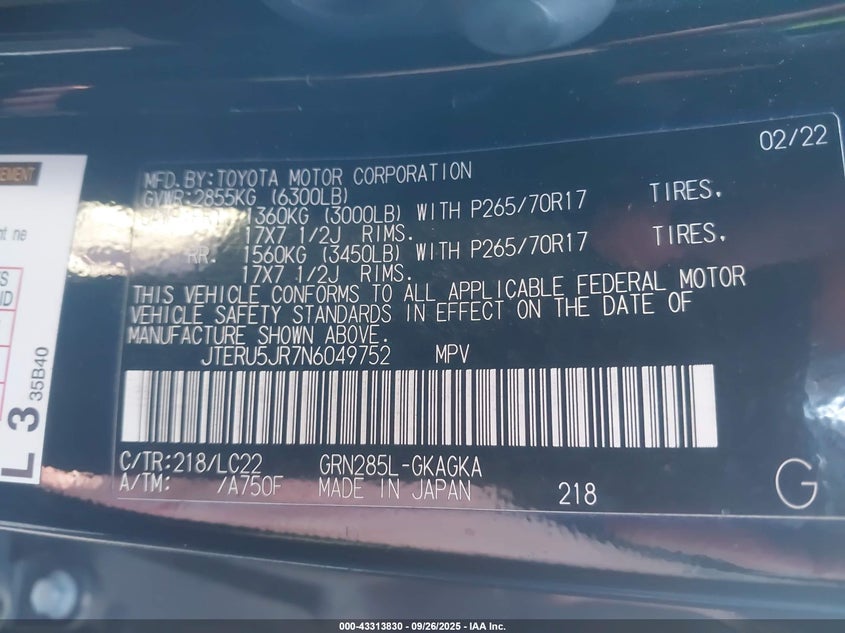 02/22
MFD.BY:TOYOTA MOTOR CORPORATION
GVWR:2855KG (6300LB)
1360KG (3000LB) WITH P265/70R17 TIRES,
17X7 1/2J RIMS.
RR. 1560KG (3450LB) WITH P265/70R17 TIRES,
17X7 1/2J RIMS.
THIS VEHICLE CONFORMS TO ALL APPLICABLE FEDERAL MOTOR
VEHICLE SAFETY STANDARDS IN EFFECT ON THE DATE OF
MANUFACTURE SHOWN ABOVE.
JTERU5JR7N6049752 MPV
C/TR:218/LC22 GRN285L-GKAGKA
A/TM: /A750F MADE IN JAPAN 218 G
L 3 35B40
000-43313830 - 09/26/2025 - IAA Inc.